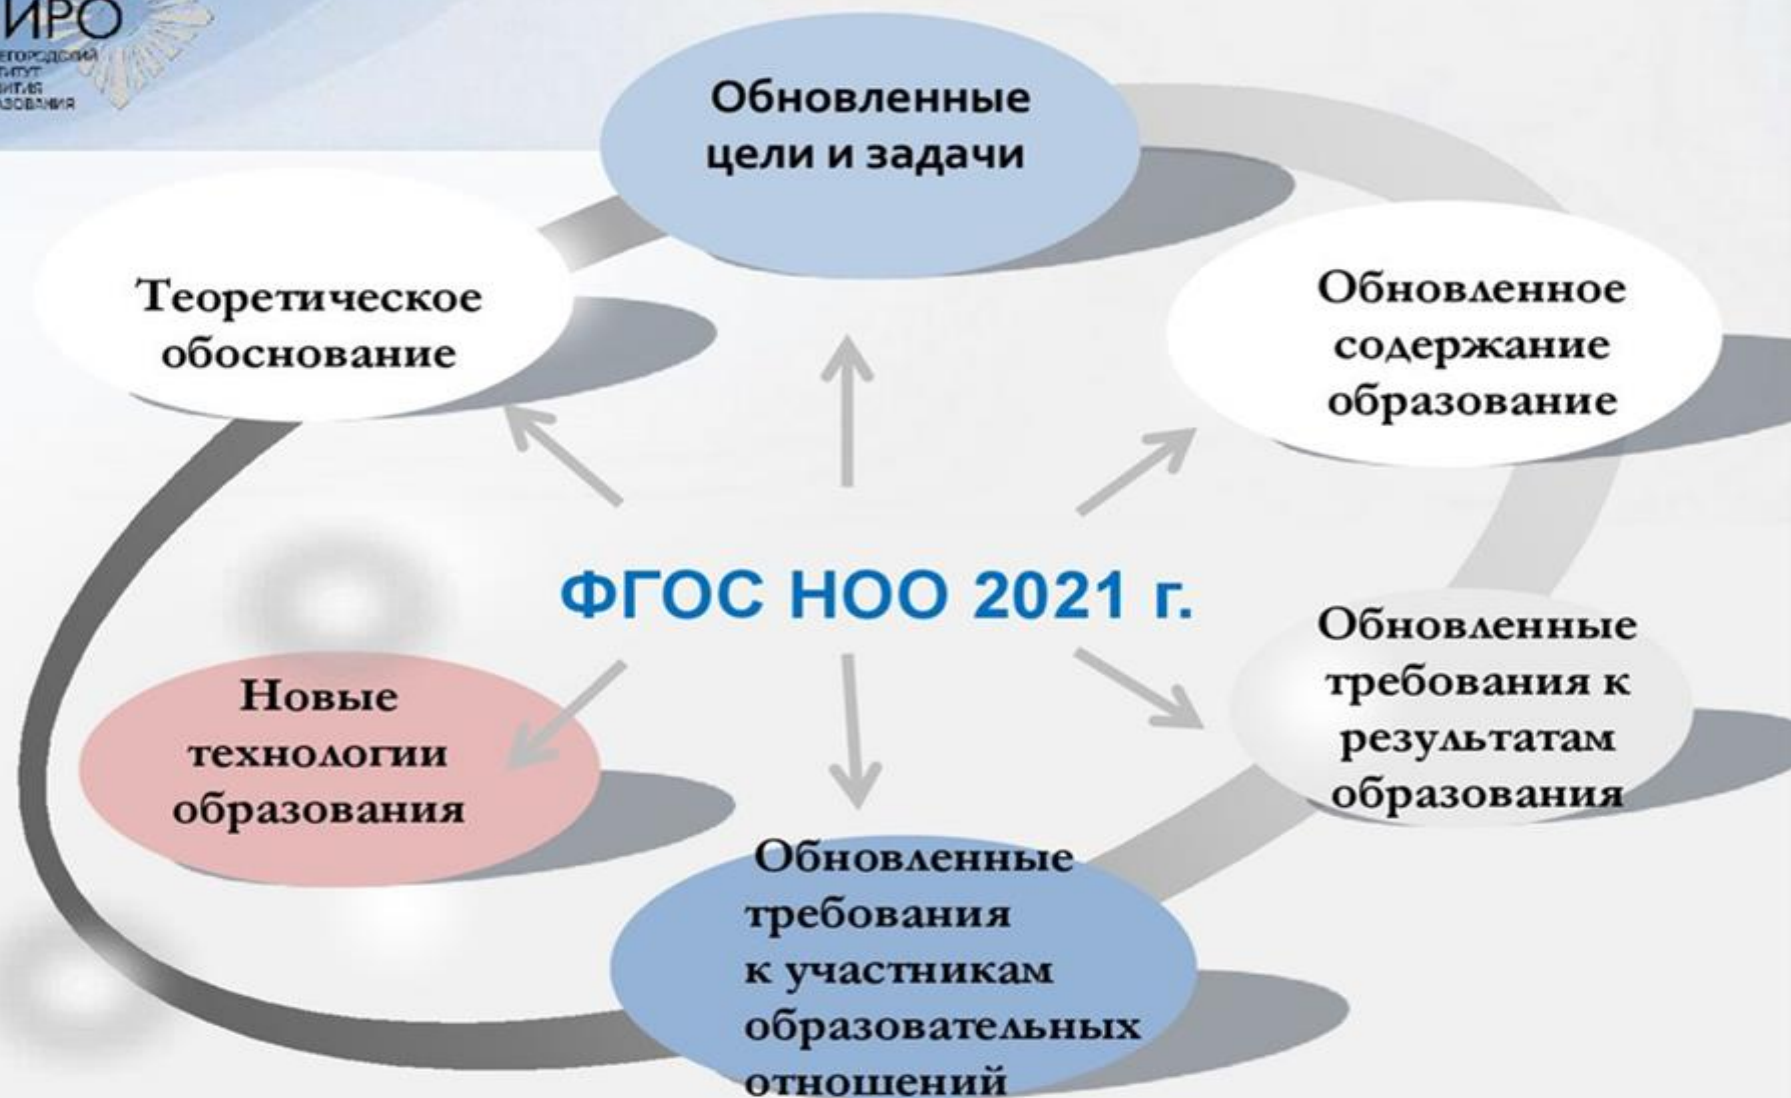 ИРО
Обновленные
цели и задачи
Теоретическое
обоснование
Обновленное
содержание
образование
ФГОС НОО 2021 г.
Новые
технологии
образования
Обновленные
требования к
результатам
образования
Обновленные
требования
к участникам
образовательных
отношений